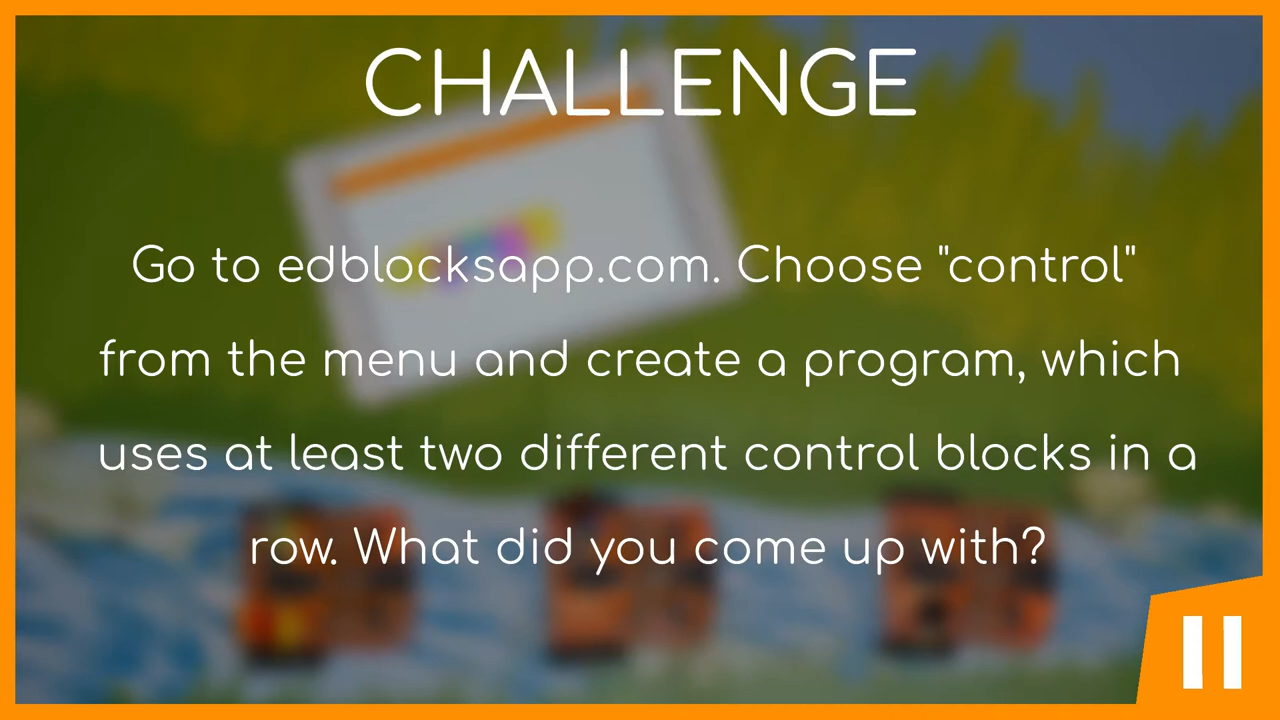 CHALLENGE
Go to edblocksapp.com. Choose "control"
from the menu and create a program, which
uses at least two different control blocks in a
row. What did you come up with?